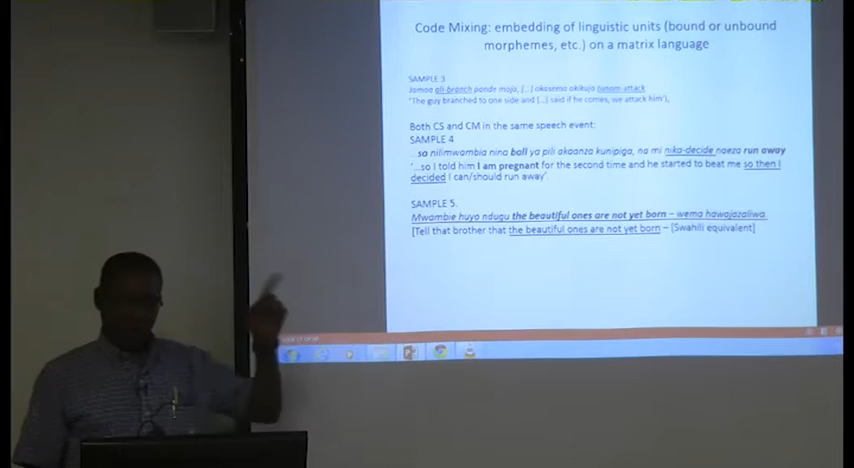 Code Mixing: embedding of linguistic units (bound or unbound
morphemes, etc.) on a matrix language
SAMPLE 3
Jamaa ali-branch pande moja, [...] akasema akikuja tunam-attack
'The guy branched to one side and [...] said if he comes, we attack him'),
Both CS and CM in the same speech event:
SAMPLE 4
...so nilimwambia nina ball ya pili akaanza kunipiga, na mi nika-decide naeza run away
'...so I told him I am pregnant for the second time and he started to beat me so then I
decided I can/should run away'.
SAMPLE 5.
Mwambie huyo ndugu the beautiful ones are not yet born – wema hawajazaliwa
[Tell that brother that the beautiful ones are not yet born – [Swahili equivalent]